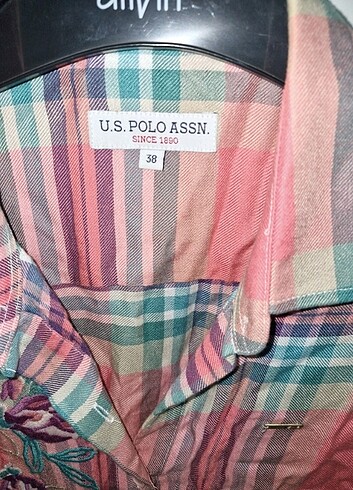 U.S. POLO ASSN.
SINCE 1890
38